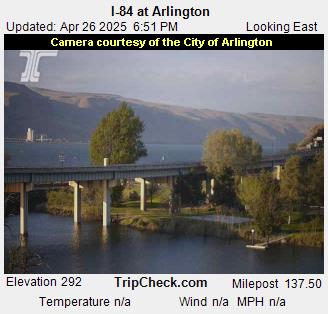 I-84 at Arlington
Updated: Apr 26 2025 6:51 PM Looking East
Camera courtesy of the City of Arlington
Elevation 292 TripCheck.com Milepost 137.50
Temperature n/a Wind n/a MPH n/a